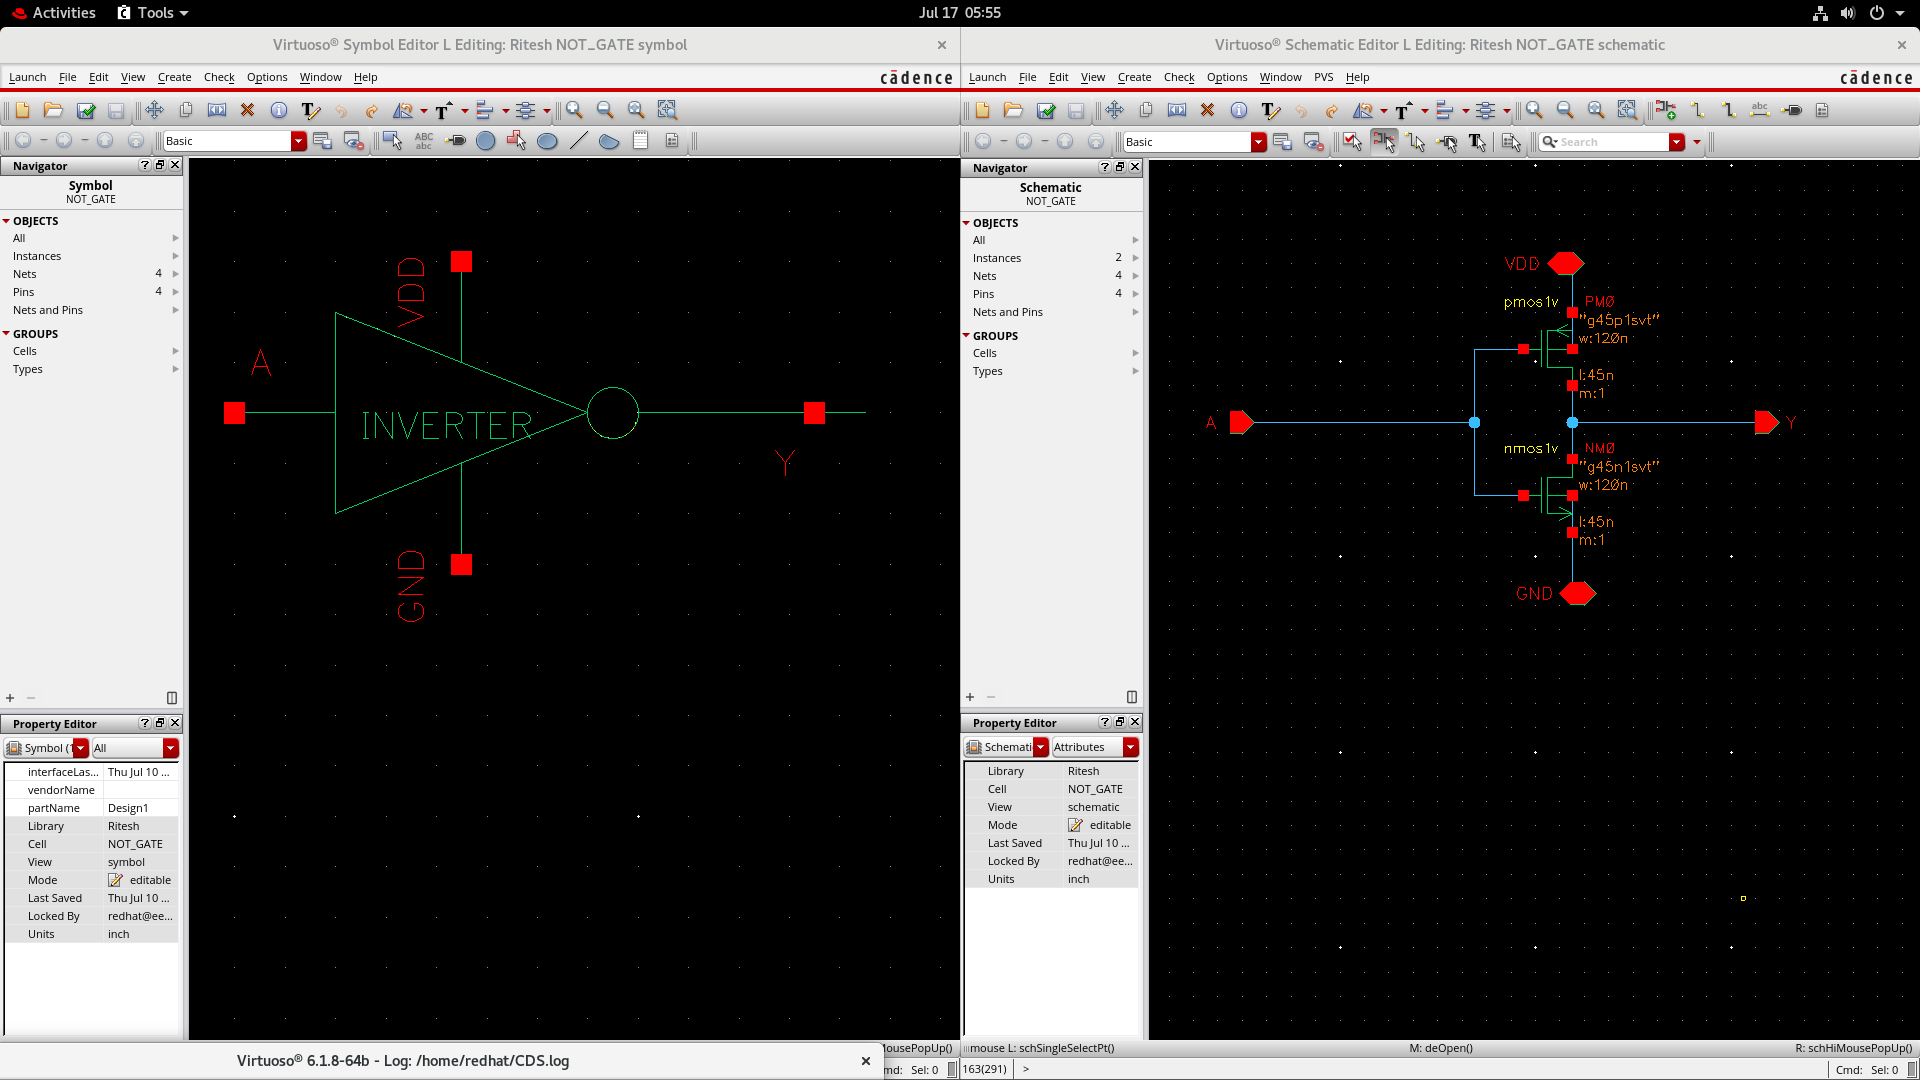 Activities Tools Jul 17 05:55
Virtuoso® Symbol Editor L Editing: Ritesh NOT_GATE symbol
Launch File Edit View Create Check Options Window Help cādence
Basic
ABC
abc
Navigator
Symbol
NOT_GATE
OBJECTS
All
Instances
Nets 4
Pins 4
Nets and Pins
GROUPS
Cells
Types
Property Editor
Symbol (1 All
interfaceLas... Thu Jul 10 ...
vendorName
partName Design1
Library Ritesh
Cell NOT_GATE
View symbol
Mode editable
Last Saved Thu Jul 10 ...
Locked By redhat@ee...
Units inch
VDD
A
INVERTER
Y
GND
MousePopUp()
md: Sel: 0
Virtuoso® 6.1.8-64b - Log: /home/redhat/CDS.log
Virtuoso® Schematic Editor L Editing: Ritesh NOT_GATE schematic
Launch File Edit View Create Check Options Window PVS Help cādence
abc
Basic
Search
Navigator
Schematic
NOT_GATE
OBJECTS
All
Instances 2
Nets 4
Pins 4
Nets and Pins
GROUPS
Cells
Types
Property Editor
Schemati Attributes
Library Ritesh
Cell NOT_GATE
View schematic
Mode editable
Last Saved Thu Jul 10 ...
Locked By redhat@ee...
Units inch
VDD
pmos1v PM0
"g45p1svt"
w:120n
l:45n
m:1
A
Y
nmos1v NM0
"g45n1svt"
w:120n
l:45n
m:1
GND
mouse L: schSingleSelectPt() M: deOpen() R: schHiMousePopUp()
163(291) > Cmd: Sel: 0